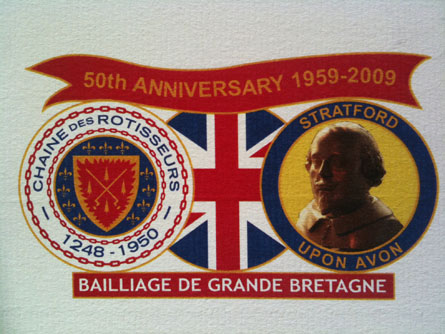 50th ANNIVERSARY 1959-2009
CHAINE DES ROTISSEURS
1248 - 1950
STRATFORD
UPON AVON
BAILLIAGE DE GRANDE BRETAGNE